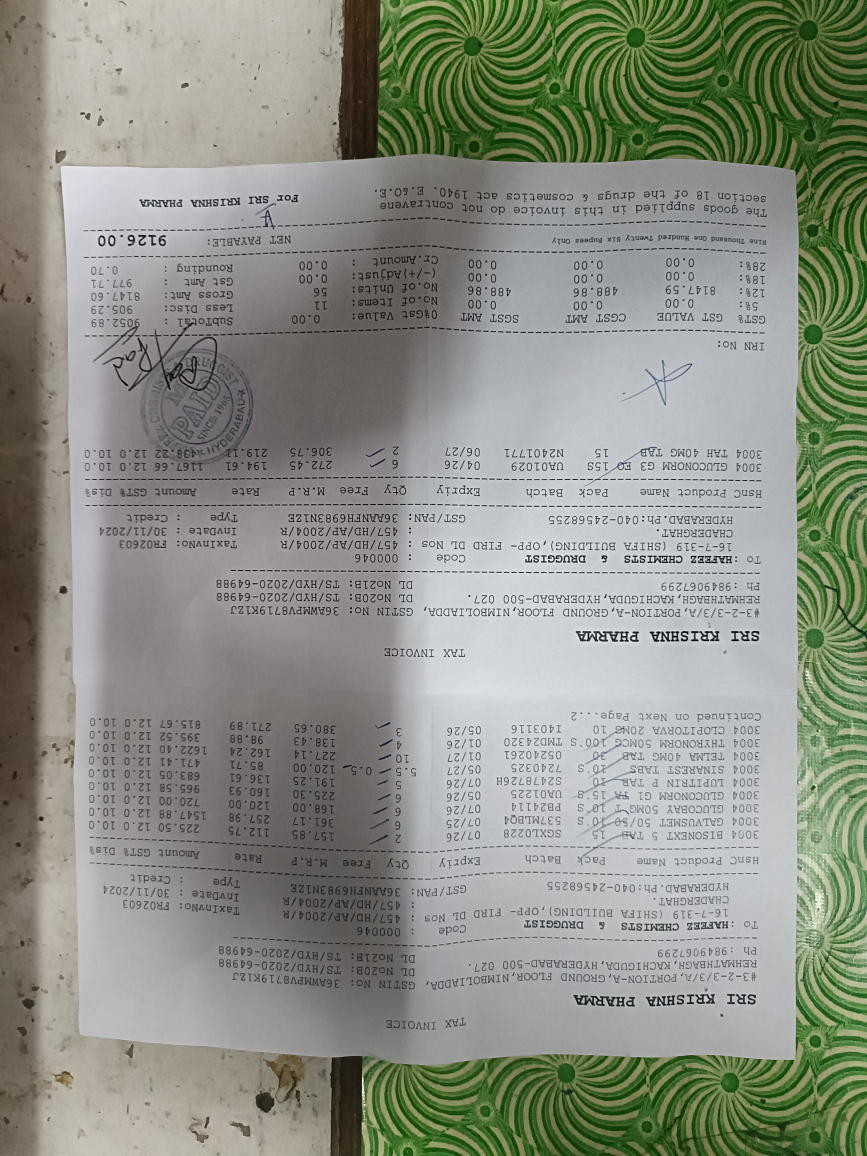 TAX INVOICE
SRI KRISHNA PHARMA
#3-2-3/3/A, PORTION-A, GROUND FLOOR, NIMBOLIADDA, GSTIN No: 36AWMPV8719K1ZJ
REHMATHBAGH, KACHIGUDA, HYDERABAD-500 027. DL No20B: TS/HYD/2020-64988
Ph :9849067299 DL No21B: TS/HYD/2020-64988
To :HAFEEZ CHEMISTS & DRUGGIST Code : 000046
16-7-319 (SHIFA BUILDING),OPP- FIRD DL Nos : 457/HD/AP/2004/R TaxInvNo: FR02603
CHADERGHAT. : 457/HD/AP/2004/R InvDate : 30/11/2024
HYDERABAD.Ph:040-24568255 GST/PAN: 36AANFH6983N1ZE Type : Credit
HsnC Product Name Pack Batch Expriy Qty Free M.R.P Rate Amount GST% Dis%
3004 BISONEXT 5 TAB 15 SGXL0228 07/26 2 157.85 112.75 225.50 12.0 10.0
3004 GALVUSMET 50/50 10'S 537MLRQ4 07/25 6 361.17 257.98 1547.88 12.0 10.0
3004 GLUCOBAY 50MG T 10'S PB24114 07/26 6 168.00 120.00 720.00 12.0 10.0
3004 GLUCONORM G1 TA 15'S UA01225 05/26 6 225.30 160.93 965.58 12.0 10.0
3004 LUPITRIN P TAB 10 S24T8726H 07/26 5 191.25 136.61 683.05 12.0 10.0
3004 SINAREST TABS 10'S 7240325 05/27 5.5 0.5 120.00 85.71 471.41 12.0 10.0
3004 TELMA 40MG TAB 30 05240261 01/27 10 227.14 162.24 1622.40 12.0 10.0
3004 THYRONORM 50MCG 100'S TMD24320 01/26 4 138.43 98.88 395.52 12.0 10.0
3004 CLOPITORVA 20MG 10 I403116 05/26 3 380.65 271.89 815.67 12.0 10.0
Continued on Next Page...2
TAX INVOICE
SRI KRISHNA PHARMA
#3-2-3/3/A, PORTION-A, GROUND FLOOR, NIMBOLIADDA, GSTIN No: 36AWMPV8719K1ZJ
REHMATHBAGH, KACHIGUDA, HYDERABAD-500 027. DL No20B: TS/HYD/2020-64988
Ph :9849067299 DL No21B: TS/HYD/2020-64988
To :HAFEEZ CHEMISTS & DRUGGIST Code : 000046
16-7-319 (SHIFA BUILDING),OPP- FIRD DL Nos : 457/HD/AP/2004/R TaxInvNo: FR02603
CHADERGHAT. : 457/HD/AP/2004/R InvDate : 30/11/2024
HYDERABAD.Ph:040-24568255 GST/PAN: 36AANFH6983N1ZE Type : Credit
HsnC Product Name Pack Batch Expriy Qty Free M.R.P Rate Amount GST% Dis%
3004 GLUCONORM G3 FO 15S UA01029 04/26 6 272.45 194.61 1167.66 12.0 10.0
3004 TAH 40MG TAB 15 N2401771 06/27 2 306.75 219.11 438.22 12.0 10.0
PAID
SINCE:1965
HYDERABAD
DRUGGIST
IRN No:
GST% GST VALUE CGST AMT SGST AMT 0%Gst Value: 0.00 SubTotal : 9052.89
5%: 0.00 0.00 0.00 No.of Items: 11 Less Disc: 905.29
12%: 8147.59 488.86 488.86 No.of Units: 56 Gross Amt: 8147.60
18%: 0.00 0.00 0.00 (-/+)Adjust: 0.00 Gst Amt : 977.71
28%: 0.00 0.00 0.00 Cr.Amount : 0.00 Rounding : 0.70
Nine Thousand One Hundred Twenty Six Rupees Only NET PAYABLE: 9126.00
The goods supplied in this invoice do not contravene
section 18 of the drugs & cosmetics act 1940. E.&O.E. For SRI KRISHNA PHARMA